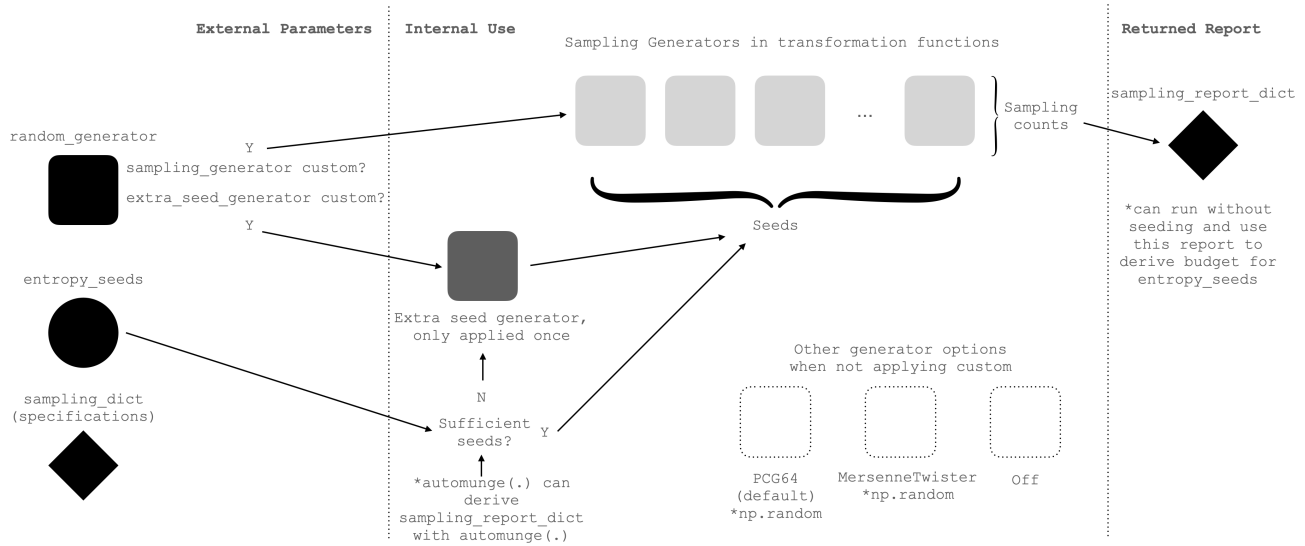 External Parameters
Internal Use
Returned Report
Sampling Generators in transformation functions
random_generator
Y
sampling_generator custom?
extra_seed_generator custom?
Y
...
Sampling
counts
sampling_report_dict
*can run without
seeding and use
this report to
derive budget for
entropy_seeds
Seeds
entropy_seeds
Extra seed generator,
only applied once
N
Sufficient
seeds?
Y
*automunge(.) can
derive
sampling_report_dict
with automunge(.)
sampling_dict
(specifications)
Other generator options
when not applying custom
PCG64
(default)
*np.random
MersenneTwister
*np.random
Off